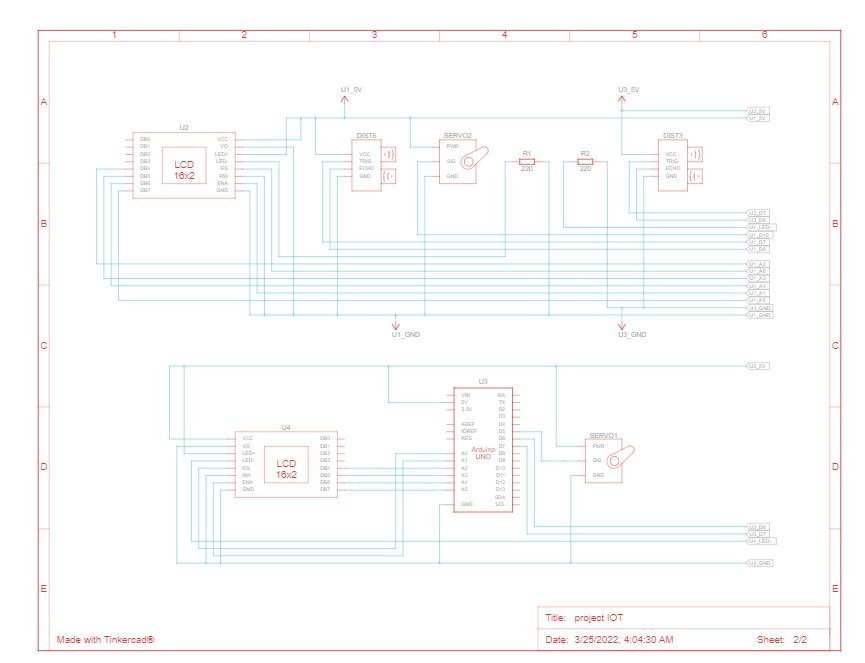 1 2 3 4 5 6
A A
B B
C C
D D
E E
U1_5V
U3_5V
U3_5V
U1_5V
U2
DB0
DB1
DB2
DB3
DB4
DB5
DB6
DB7
LCD
16x2
VCC
VO
LED+
LED-
RS
RW
ENA
GND
DIST6
VCC
TRIG
ECHO
GND
SERVO2
PWR
SIG
GND
R1
220
R2
220
DIST3
VCC
TRIG
ECHO
GND
U3_D7
U3_D6
U4_LED-
U1_D10
U1_D7
U1_D6
U1_A2
U1_A0
U1_A3
U1_A4
U1_A1
U1_A5
U3_GND
U1_GND
U1_GND
U3_GND
U3_5V
U4
VCC
VO
LED+
LED-
RS
RW
ENA
GND
LCD
16x2
DB0
DB1
DB2
DB3
DB4
DB5
DB6
DB7
U3
VIN
5V
3.3V
AREF
IOREF
RES
A0
A1
A2
A3
A4
A5
GND
Arduino
UNO
RX
TX
D2
D3
D4
D5
D6
D7
D8
D9
D10
D11
D12
D13
SDA
SCL
SERVO1
PWR
SIG
GND
U3_D6
U3_D7
U4_LED-
U3_GND
Title: project IOT
Made with Tinkercad®
Date: 3/25/2022, 4:04:30 AM Sheet: 2/2